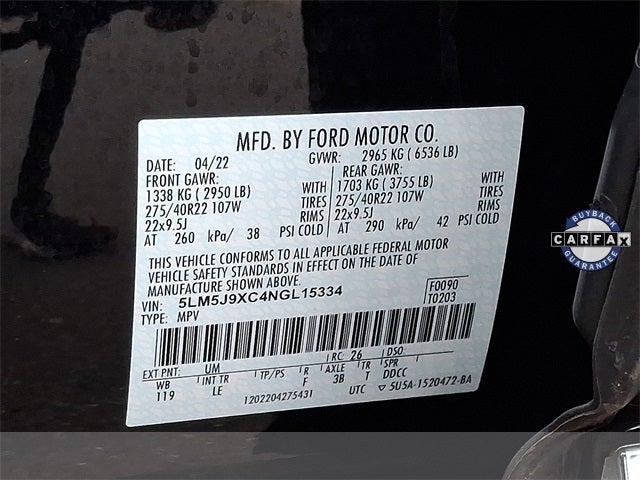 MFD. BY FORD MOTOR CO.
DATE: 04/22 GVWR: 2965 KG ( 6536 LB)
FRONT GAWR: REAR GAWR:
1338 KG ( 2950 LB) WITH 1703 KG ( 3755 LB) WITH
275/40R22 107W TIRES 275/40R22 107W TIRES
22x9.5J RIMS 22x9.5J RIMS
AT 260 kPa/ 38 PSI COLD AT 290 kPa/ 42 PSI COLD
THIS VEHICLE CONFORMS TO ALL APPLICABLE FEDERAL MOTOR
VEHICLE SAFETY STANDARDS IN EFFECT ON THE DATE OF
MANUFACTURE SHOWN ABOVE.
VIN: 5LM5J9XC4NGL15334 F0090
TYPE: MPV T0203
EXT PNT: UM RC 26 DSO
WB INT TR TP/PS R AXLE TR SPR
119 LE F 3B T DDCC
1202204275431 UTC ▽ 5U5A-1520472-BA
BUYBACK
CARFAX
GUARANTEE